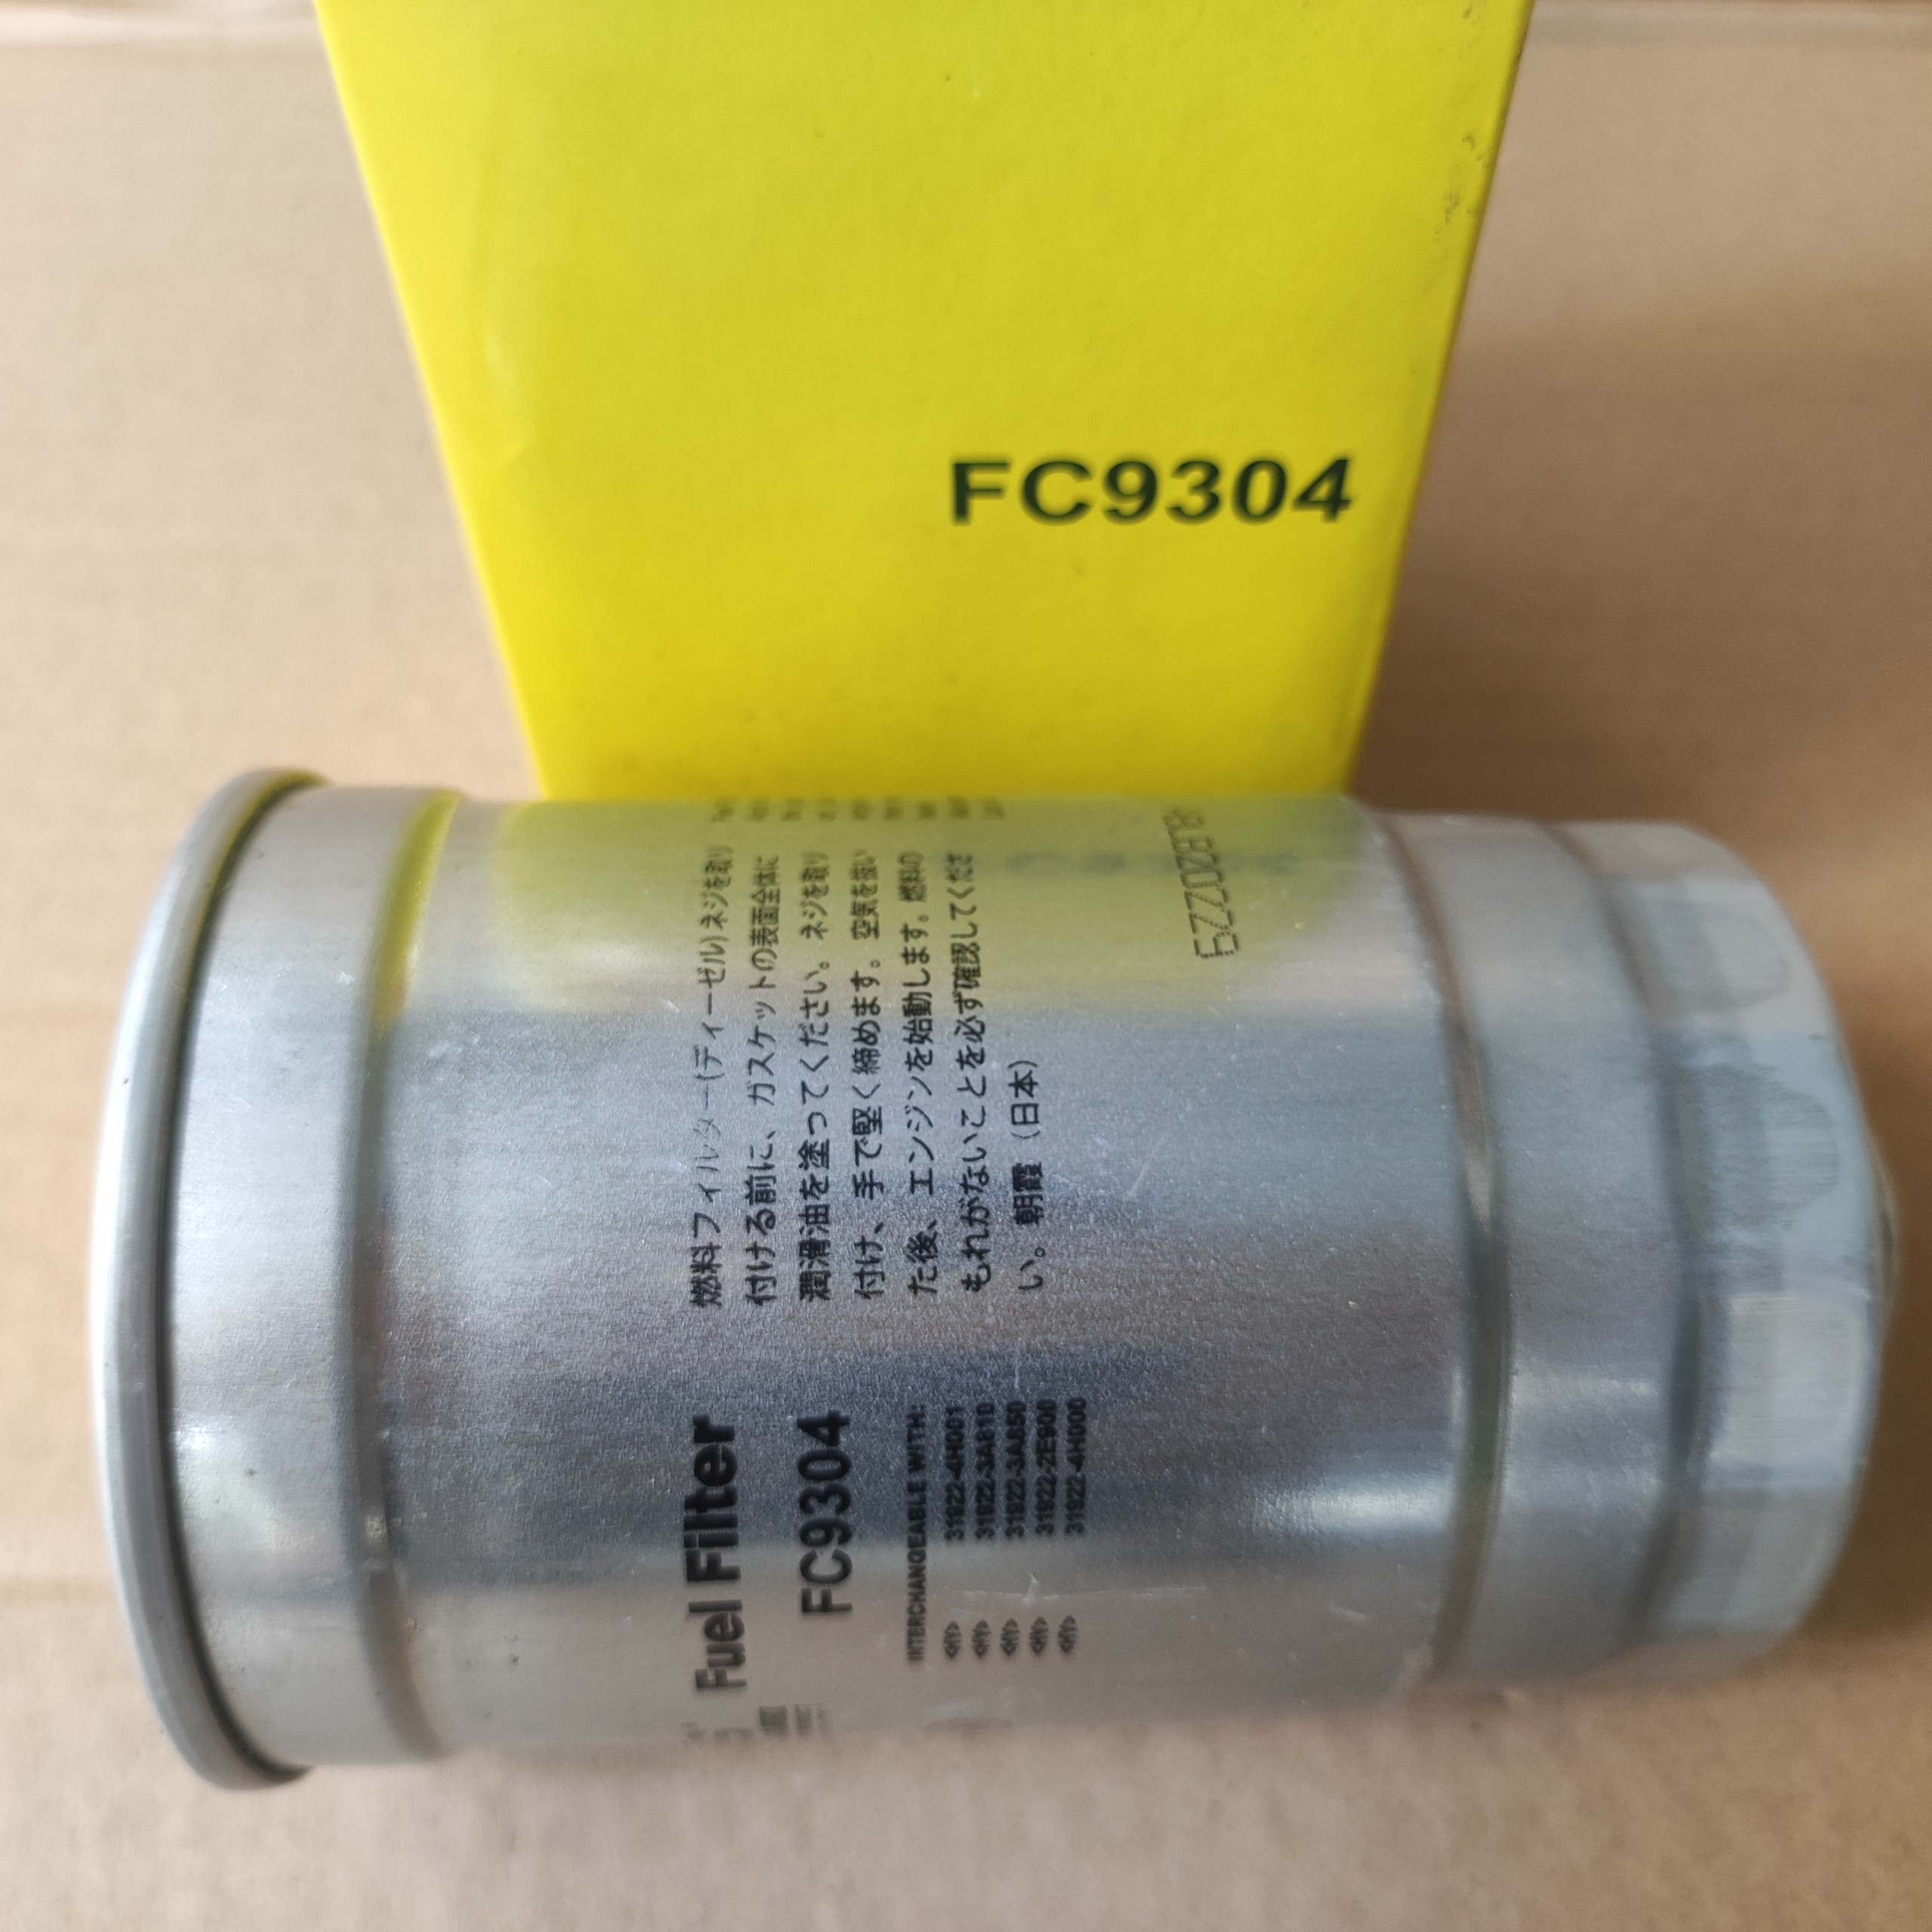 FC9304
Fuel Filter
FC9304
INTERCHANGEABLE WITH:
<HY> 31922-4H001
<HY> 31922-3A810
<HY> 31922-3A850
<HY> 31922-2E900
<HY> 31922-4H000
燃料フィルター(ディーゼル)ネジを取り
付ける前に、ガスケットの表面全体に
潤滑油を塗ってください。ネジを取り
付け、手で堅く締めます。空気を抜い
た後、エンジンを始動します。燃料の
もれがないことを必ず確認してくださ
い。朝霞（日本）